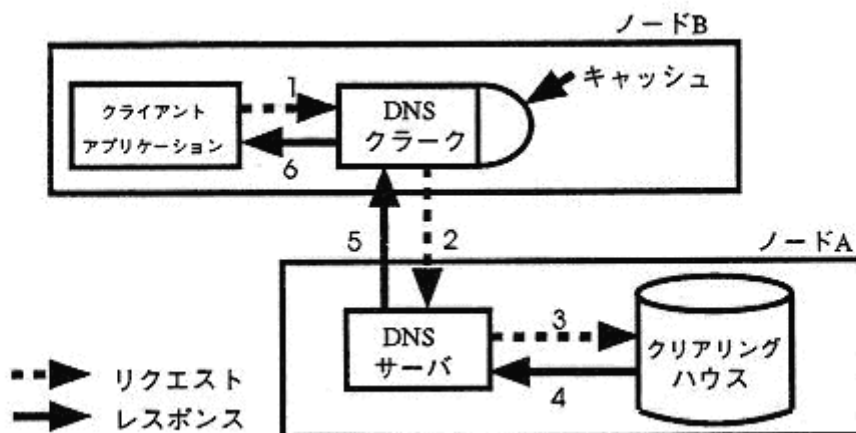 ノードB
クライアント
アプリケーション
1
6
DNS
クラーク
キャッシュ
5
2
ノードA
DNS
サーバ
3
4
クリアリング
ハウス
リクエスト
レスポンス